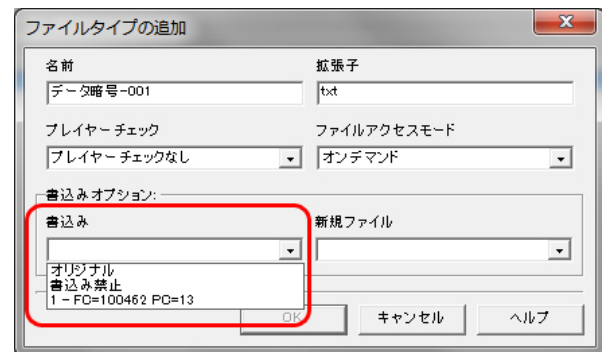 ファイルタイプの追加
名前
拡張子
データ暗号-001
txt
プレイヤーチェック
ファイルアクセスモード
プレイヤーチェックなし
オンデマンド
書込みオプション:
書込み
新規ファイル
オリジナル
書込み禁止
1 - FC=100462 PC=13
OK
キャンセル
ヘルプ